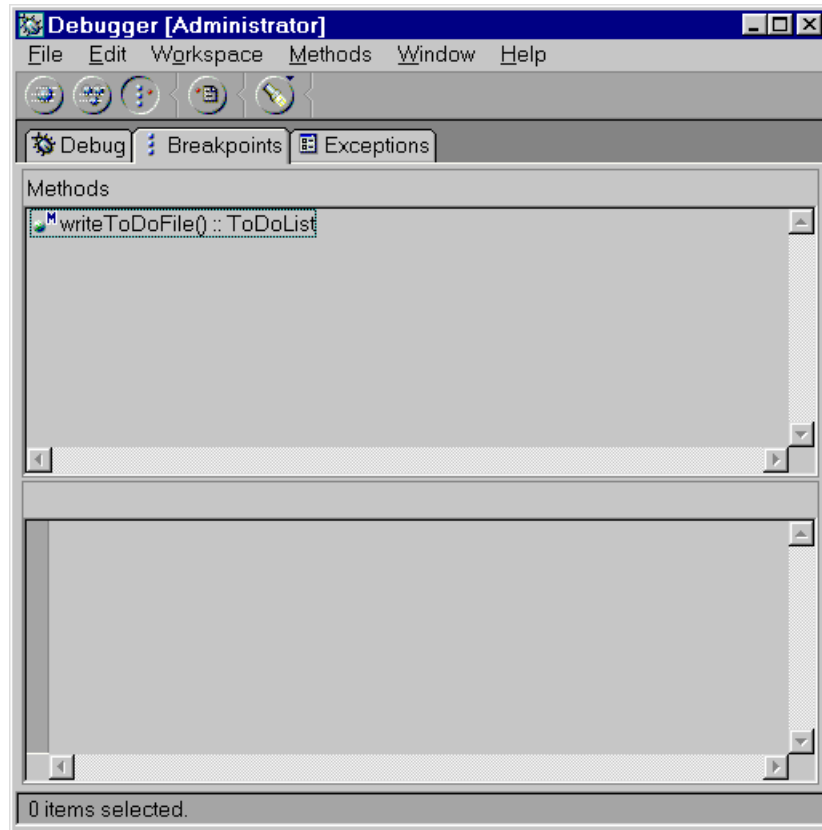 Debugger [Administrator]
File Edit Workspace Methods Window Help
Debug Breakpoints Exceptions
Methods
M writeToDoFile() :: ToDoList
0 items selected.